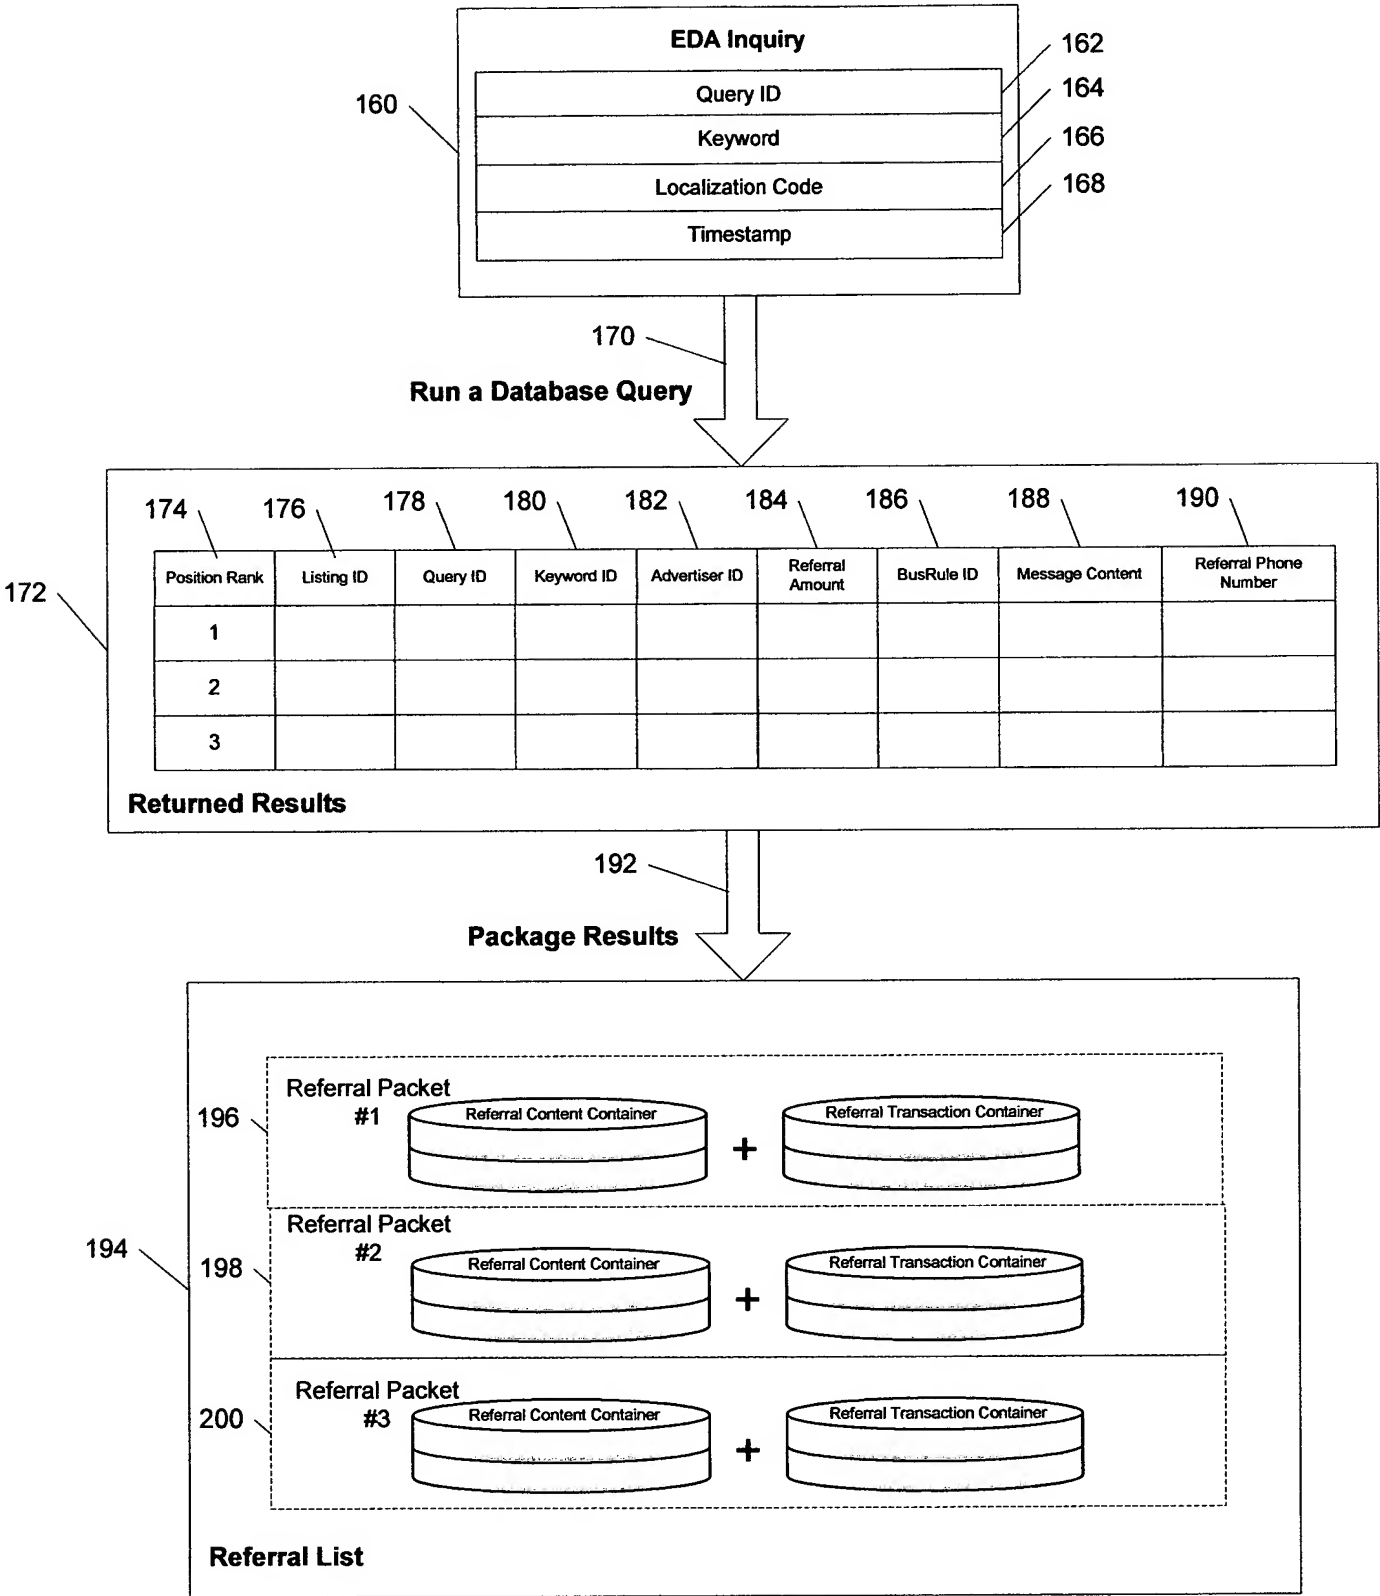 EDA Inquiry
162
Query ID
164
160
Keyword
166
Localization Code
168
Timestamp
170
Run a Database Query
174 176 178 180 182 184 186 188 190
Position Rank Listing ID Query ID Keyword ID Advertiser ID Referral Amount BusRule ID Message Content Referral Phone Number
172
1
2
3
Returned Results
192
Package Results
Referral Packet
#1
196
Referral Content Container + Referral Transaction Container
Referral Packet
#2
194
198
Referral Content Container + Referral Transaction Container
Referral Packet
#3
200
Referral Content Container + Referral Transaction Container
Referral List